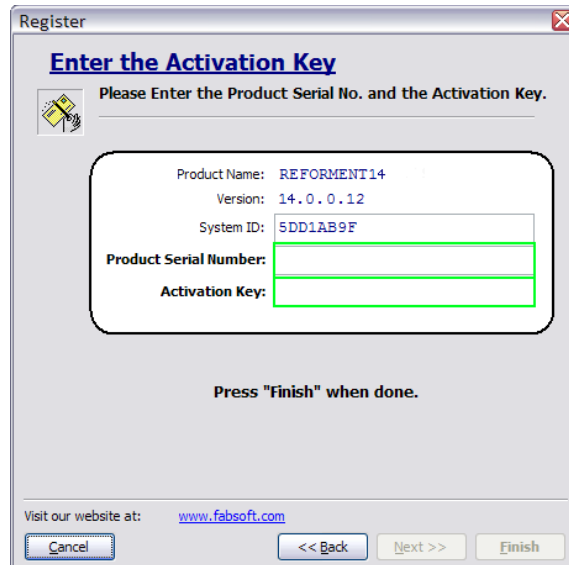 Register
Enter the Activation Key
Please Enter the Product Serial No. and the Activation Key.
Product Name: REFORMENT14
Version: 14.0.0.12
System ID: 5DD1AB9F
Product Serial Number:
Activation Key:
Press "Finish" when done.
Visit our website at: www.fabsoft.com
Cancel << Back Next >> Finish